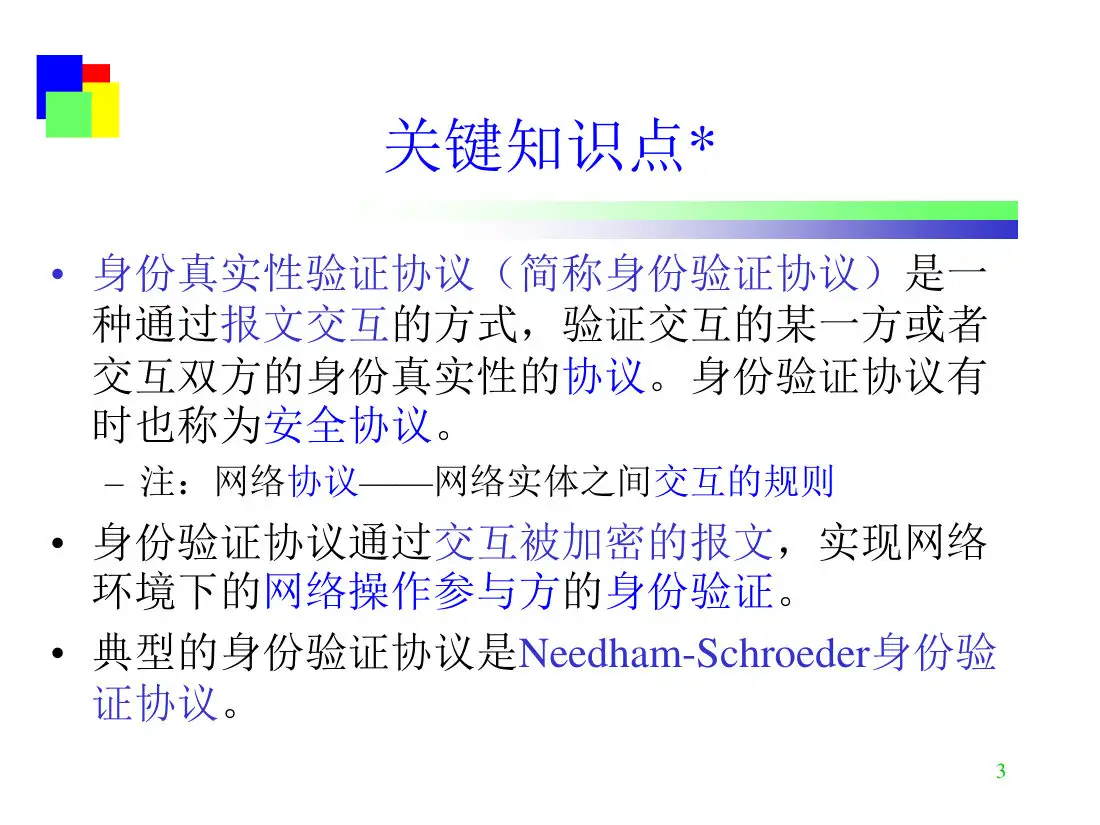 关键知识点*
• 身份真实性验证协议（简称身份验证协议）是一
种通过报文交互的方式，验证交互的某一方或者
交互双方的身份真实性的协议。身份验证协议有
时也称为安全协议。
– 注：网络协议——网络实体之间交互的规则
• 身份验证协议通过交互被加密的报文，实现网络
环境下的网络操作参与方的身份验证。
• 典型的身份验证协议是Needham-Schroeder身份验
证协议。
3